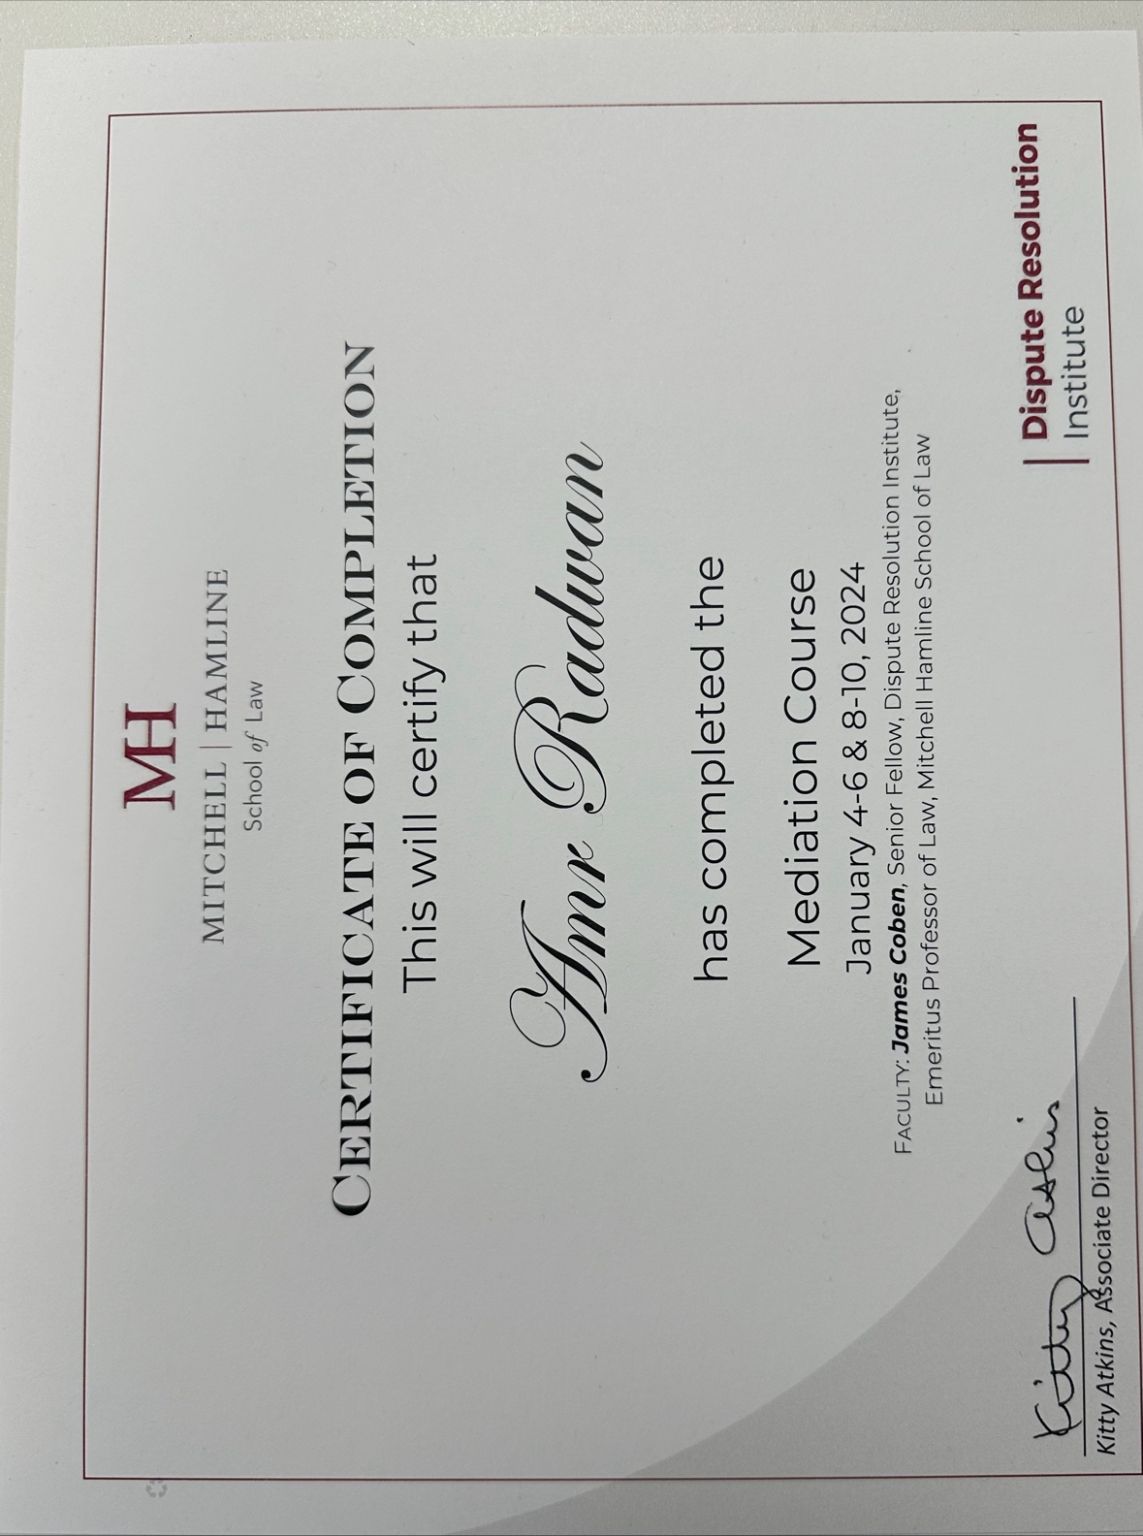 MH
MITCHELL | HAMLINE
School of Law
CERTIFICATE OF COMPLETION
This will certify that
Amr Radwan
has completed the
Mediation Course
January 4-6 & 8-10, 2024
FACULTY: James Coben, Senior Fellow, Dispute Resolution Institute,
Emeritus Professor of Law, Mitchell Hamline School of Law
Kitty Atkins
Kitty Atkins, Associate Director
Dispute Resolution
Institute